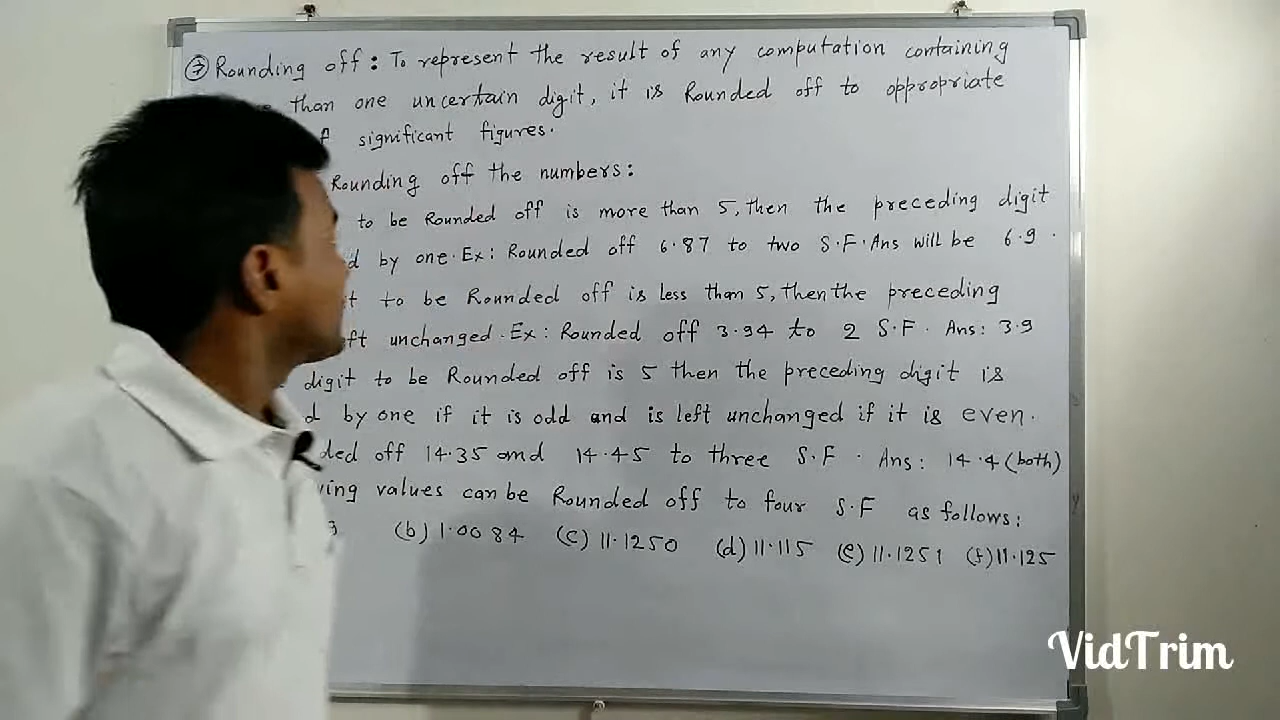 ⑦ Rounding off: To represent the result of any computation containing
than one uncertain digit, it is Rounded off to oppropriate
significant figures.
Rounding off the numbers:
to be Rounded off is more than 5, then the preceding digit
by one. Ex: Rounded off 6.87 to two S.F. Ans will be 6.9.
to be Rounded off is less than 5, then the preceding
unchanged. Ex: Rounded off 3.94 to 2 S.F. Ans: 3.9
digit to be Rounded off is 5 then the preceding digit is
by one if it is odd and is left unchanged if it is even.
off 14.35 and 14.45 to three S.F. Ans: 14.4 (both)
values can be Rounded off to four S.F as follows:
(b) 1.0084 (c) 11.1250 (d) 11.115 (e) 11.1251 (f) 11.125
VidTrim